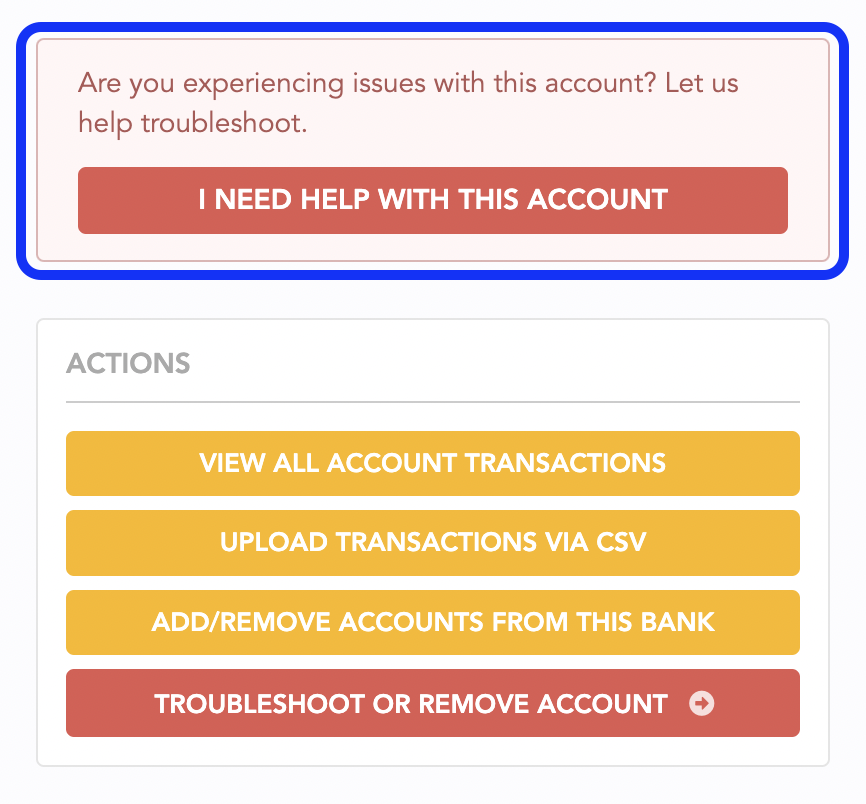 Are you experiencing issues with this account? Let us
help troubleshoot.
I NEED HELP WITH THIS ACCOUNT
ACTIONS
VIEW ALL ACCOUNT TRANSACTIONS
UPLOAD TRANSACTIONS VIA CSV
ADD/REMOVE ACCOUNTS FROM THIS BANK
TROUBLESHOOT OR REMOVE ACCOUNT